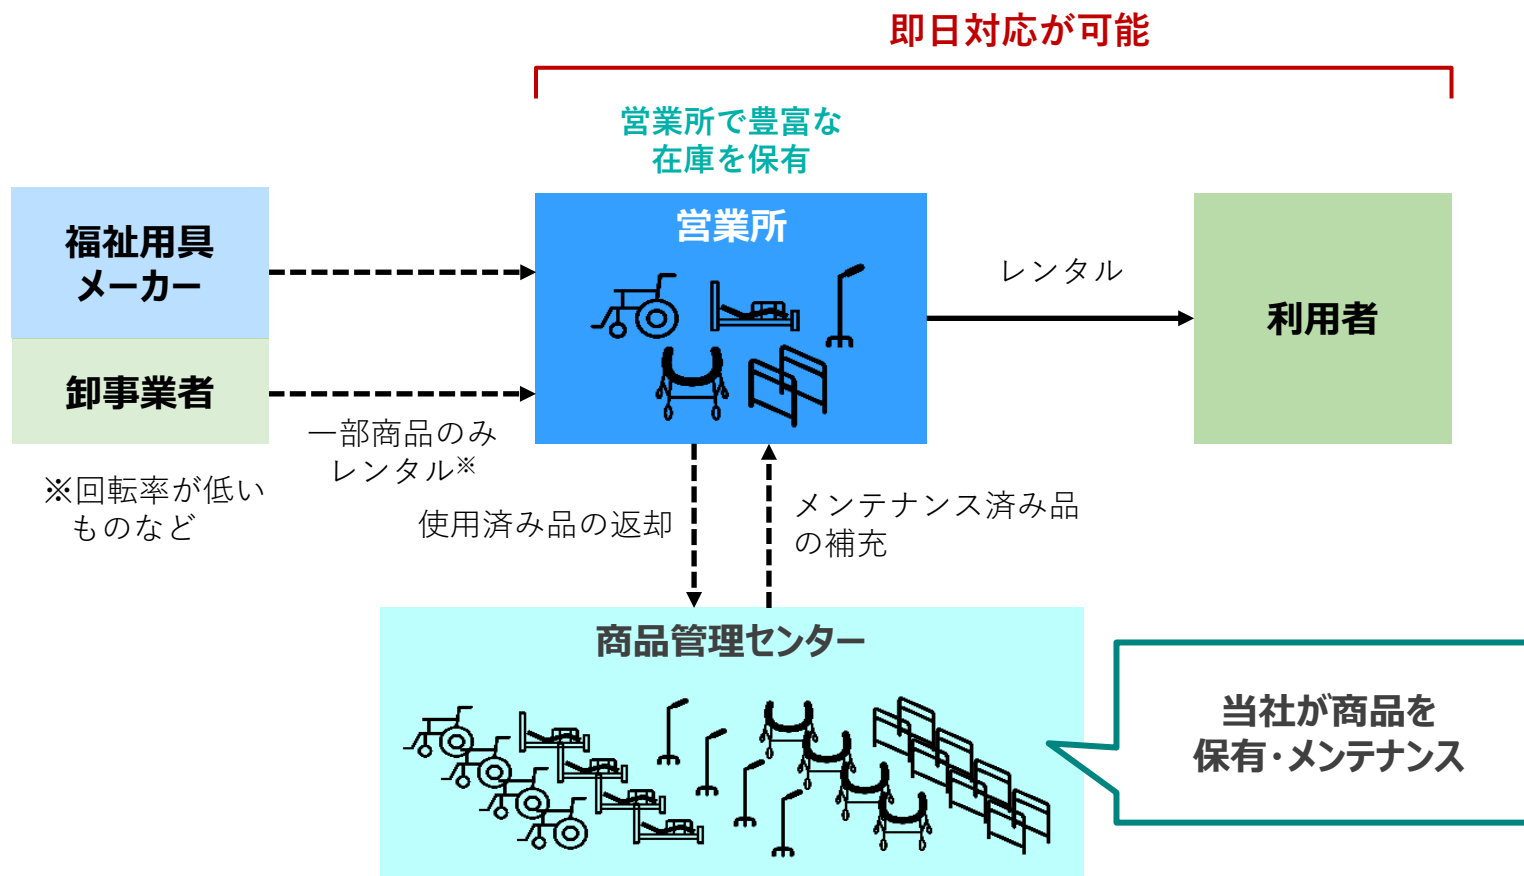 即日対応が可能
営業所で豊富な
在庫を保有
福祉用具
メーカー
卸事業者
※回転率が低い
ものなど
一部商品のみ
レンタル※
営業所
レンタル
利用者
使用済み品の返却
メンテナンス済み品
の補充
商品管理センター
当社が商品を
保有・メンテナンス